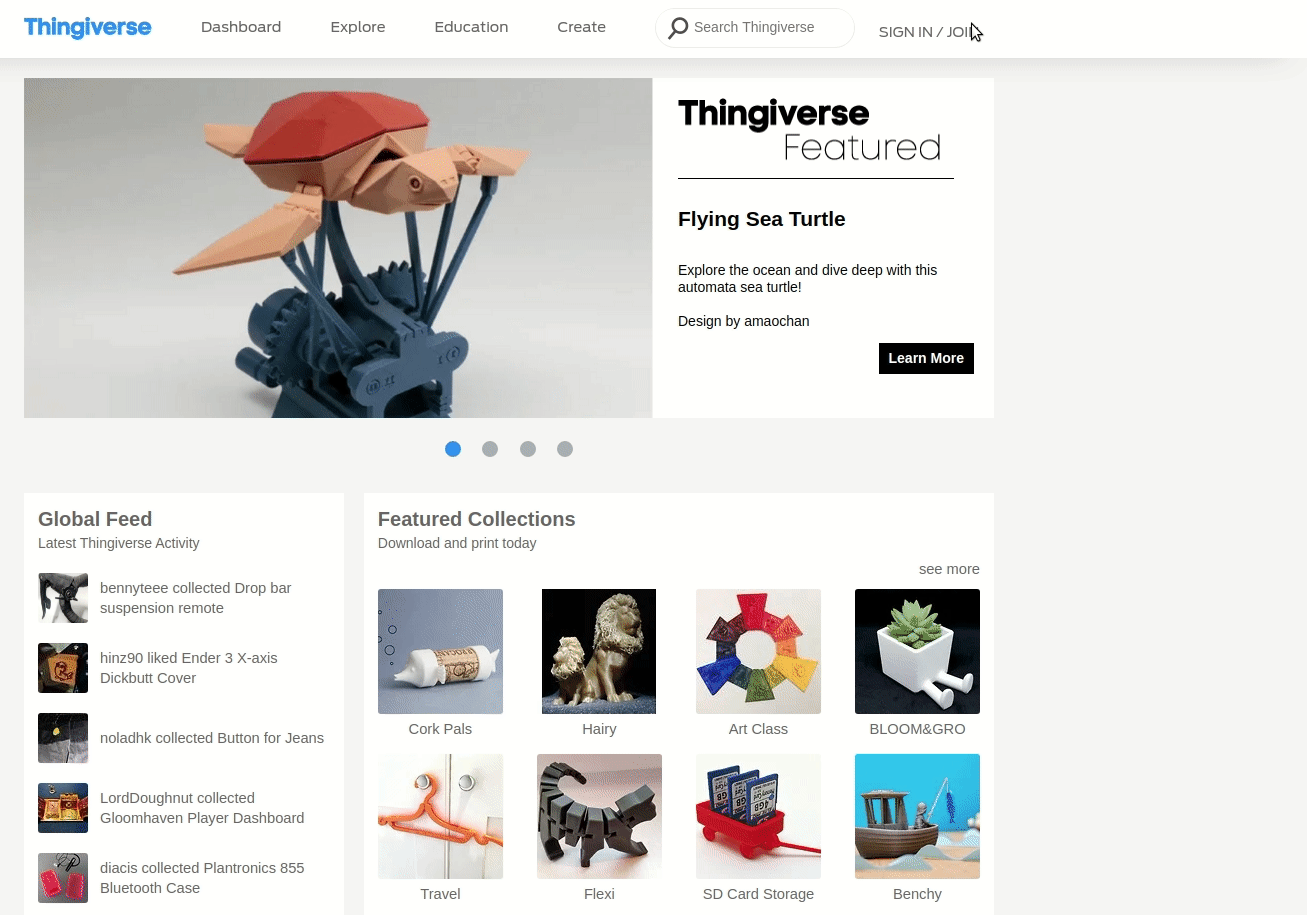 Thingiverse
Dashboard
Explore
Education
Create
Search Thingiverse
SIGN IN / JOIN
Thingiverse
Featured
Flying Sea Turtle
Explore the ocean and dive deep with this
automata sea turtle!
Design by amaochan
Learn More
Global Feed
Latest Thingiverse Activity
bennyteee collected Drop bar
suspension remote
hinz90 liked Ender 3 X-axis
Dickbutt Cover
noladhk collected Button for Jeans
LordDoughnut collected
Gloomhaven Player Dashboard
diacis collected Plantronics 855
Bluetooth Case
Featured Collections
Download and print today
see more
Cork Pals
Hairy
Art Class
BLOOM&GRO
Travel
Flexi
SD Card Storage
Benchy